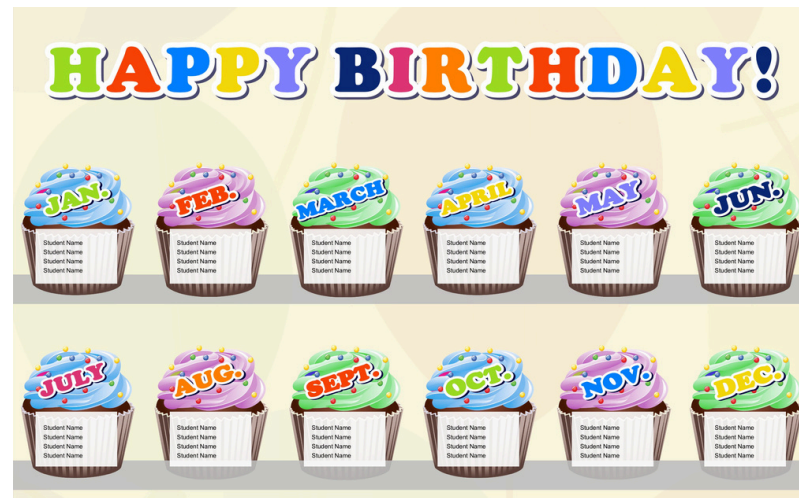 HAPPY BIRTHDAY!
JAN. FEB. MARCH APRIL MAY JUN.
Student Name Student Name Student Name Student Name Student Name Student Name
Student Name Student Name Student Name Student Name Student Name Student Name
Student Name Student Name Student Name Student Name Student Name Student Name
Student Name Student Name Student Name Student Name Student Name Student Name
JULY AUG. SEPT. OCT. NOV. DEC.
Student Name Student Name Student Name Student Name Student Name Student Name
Student Name Student Name Student Name Student Name Student Name Student Name
Student Name Student Name Student Name Student Name Student Name Student Name
Student Name Student Name Student Name Student Name Student Name Student Name